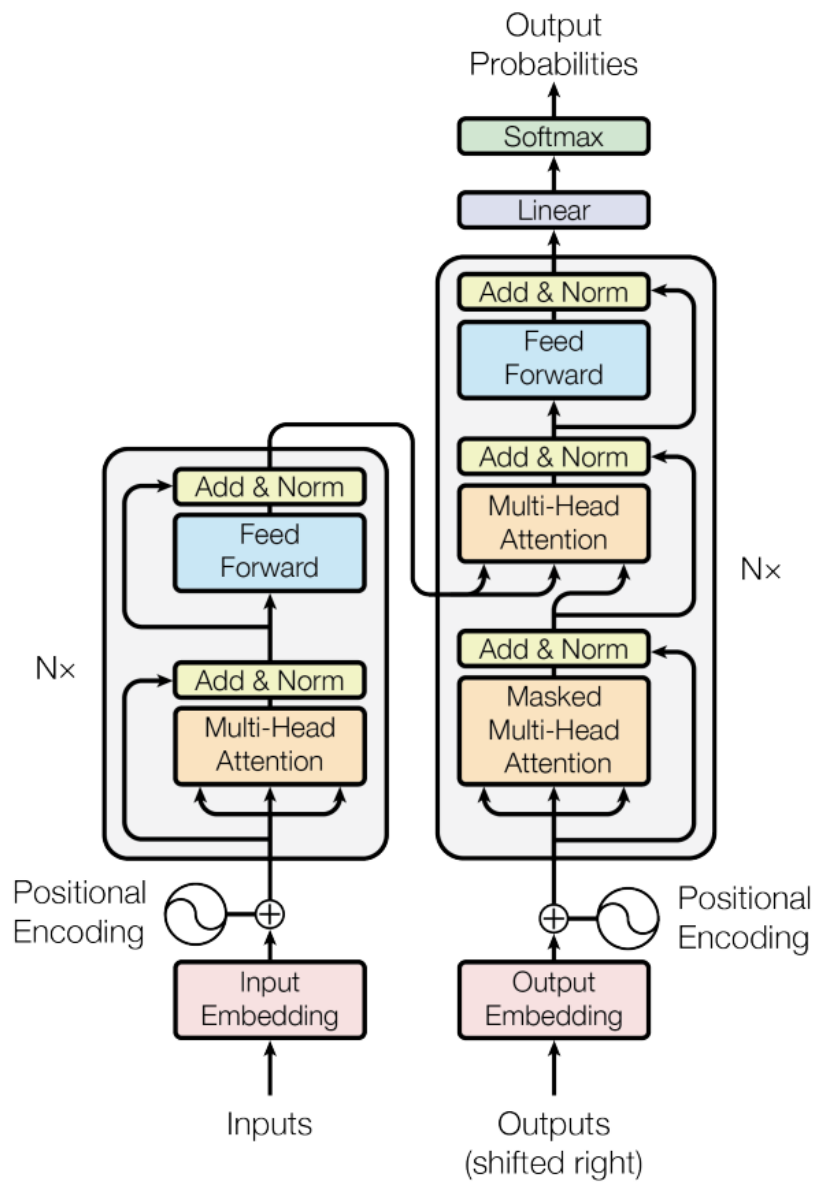 Output
Probabilities
Softmax
Linear
Add & Norm
Feed
Forward
Add & Norm
Multi-Head
Attention
Add & Norm
Masked
Multi-Head
Attention
N×
Add & Norm
Feed
Forward
Add & Norm
Multi-Head
Attention
N×
Positional
Encoding
Positional
Encoding
Input
Embedding
Output
Embedding
Inputs
Outputs
(shifted right)